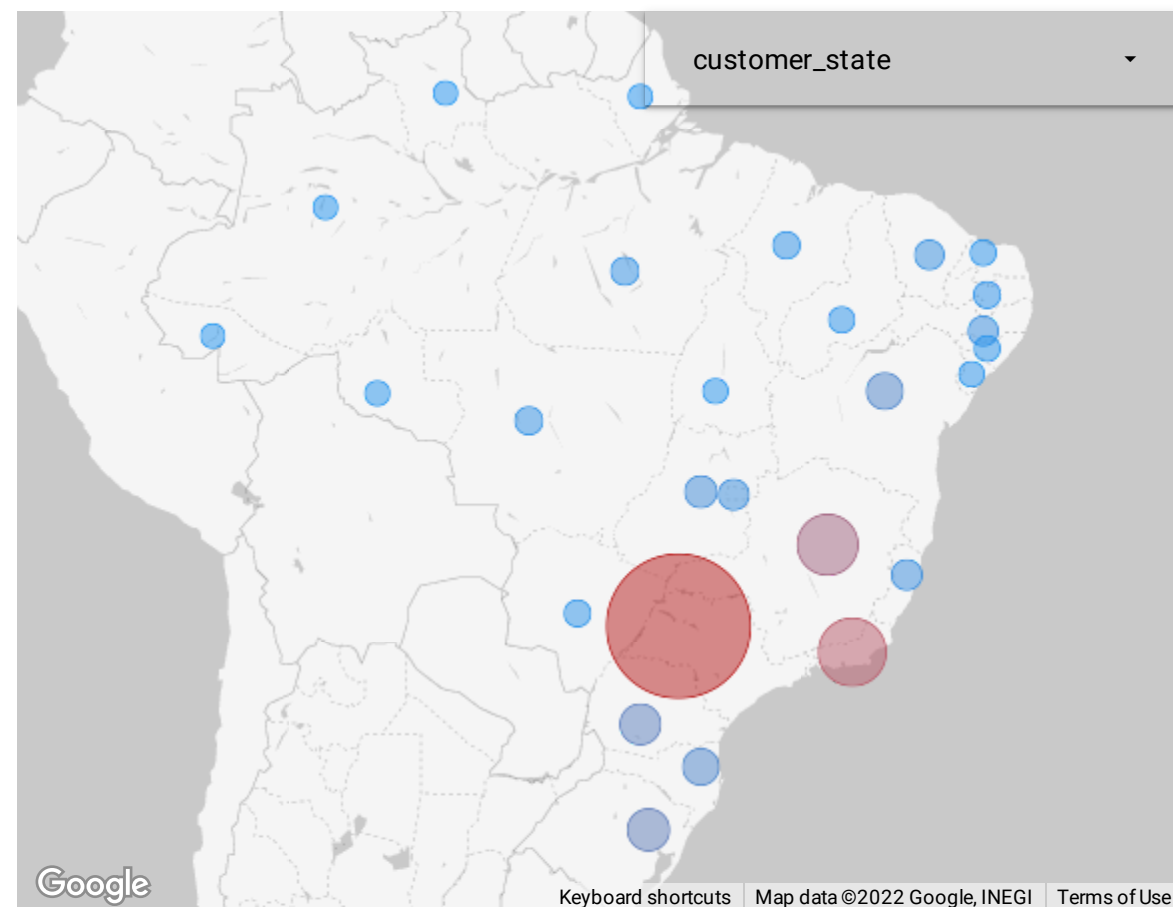 customer_state
Google
Keyboard shortcuts
Map data ©2022 Google, INEGI
Terms of Use